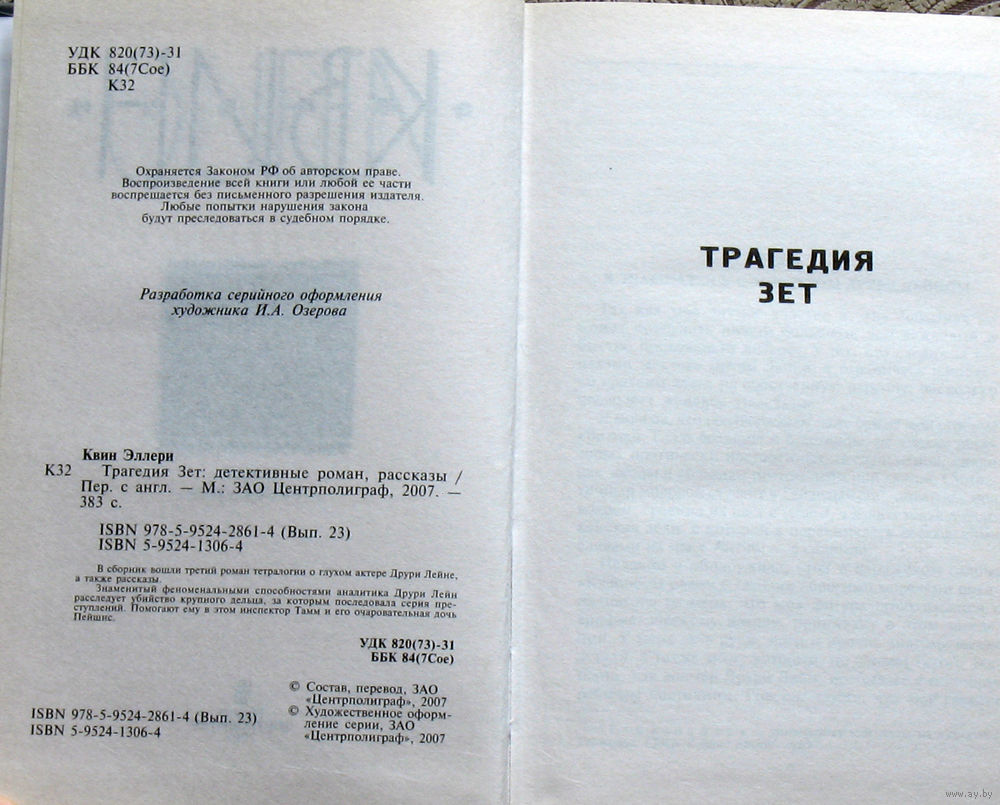 УДК 820(73)-31
ББК 84(7Сое)
К32
Охраняется Законом РФ об авторском праве.
Воспроизведение всей книги или любой ее части
воспрещается без письменного разрешения издателя.
Любые попытки нарушения закона
будут преследоваться в судебном порядке.
Разработка серийного оформления
художника И.А. Озерова
Квин Эллери
К32 Трагедия Зет: детективные роман, рассказы /
Пер. с англ. — М.: ЗАО Центрполиграф, 2007. —
383 с.
ISBN 978-5-9524-2861-4 (Вып. 23)
ISBN 5-9524-1306-4
В сборник вошли третий роман тетралогии о глухом актере Друри Лейне,
а также рассказы.
Знаменитый феноменальными способностями аналитика Друри Лейн
расследует убийство крупного дельца, за которым последовала серия пре-
ступлений. Помогают ему в этом инспектор Тамм и его очаровательная дочь
Пейшнс.
УДК 820(73)-31
ББК 84(7Сое)
© Состав, перевод, ЗАО
«Центрполиграф», 2007
© Художественное оформ-
ление серии, ЗАО
«Центрполиграф», 2007
ISBN 978-5-9524-2861-4 (Вып. 23)
ISBN 5-9524-1306-4
ТРАГЕДИЯ
ЗЕТ
www.ay.by